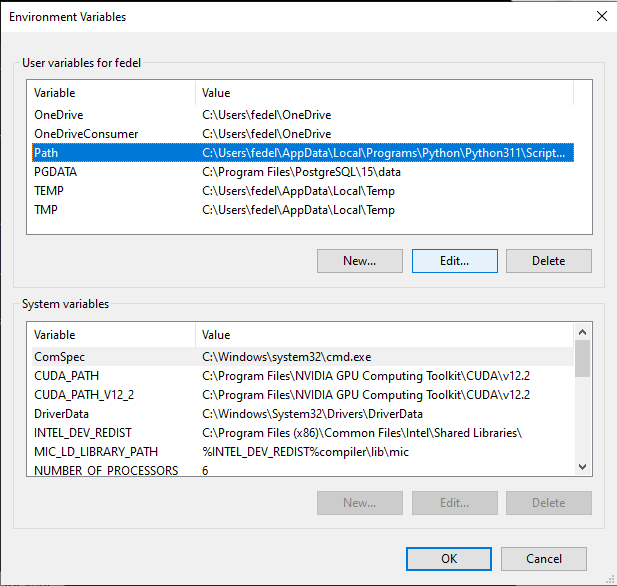 Environment Variables
User variables for fedel
Variable Value
OneDrive C:\Users\fedel\OneDrive
OneDriveConsumer C:\Users\fedel\OneDrive
Path C:\Users\fedel\AppData\Local\Programs\Python\Python311\Script...
PGDATA C:\Program Files\PostgreSQL\15\data
TEMP C:\Users\fedel\AppData\Local\Temp
TMP C:\Users\fedel\AppData\Local\Temp
New... Edit... Delete
System variables
Variable Value
ComSpec C:\Windows\system32\cmd.exe
CUDA_PATH C:\Program Files\NVIDIA GPU Computing Toolkit\CUDA\v12.2
CUDA_PATH_V12_2 C:\Program Files\NVIDIA GPU Computing Toolkit\CUDA\v12.2
DriverData C:\Windows\System32\Drivers\DriverData
INTEL_DEV_REDIST C:\Program Files (x86)\Common Files\Intel\Shared Libraries\
MIC_LD_LIBRARY_PATH %INTEL_DEV_REDIST%compiler\lib\mic
NUMBER_OF_PROCESSORS 6
New... Edit... Delete
OK Cancel